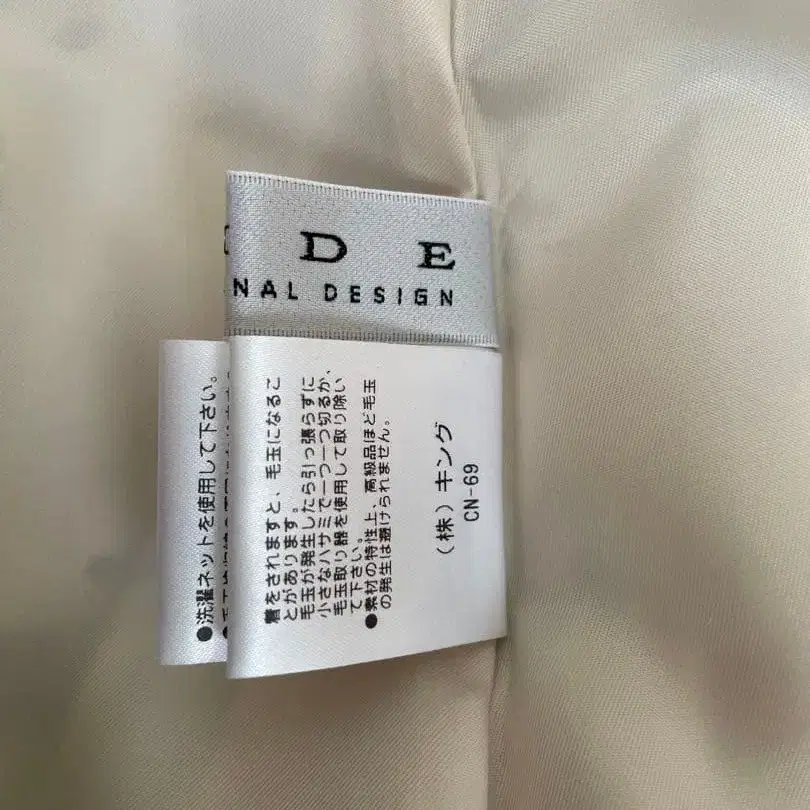 D E
NAL DESIGN
●洗濯ネットを使用して下さい。
着をされますと、毛玉になるこ
とがあります。
毛玉が発生したら引っ張らずに
小さなハサミで一つ一つ切るか、
毛玉取り器を使用して取り除い
て下さい。
●素材の特性上、高級品ほど毛玉
の発生は避けられません。
(株)キング
CN-69